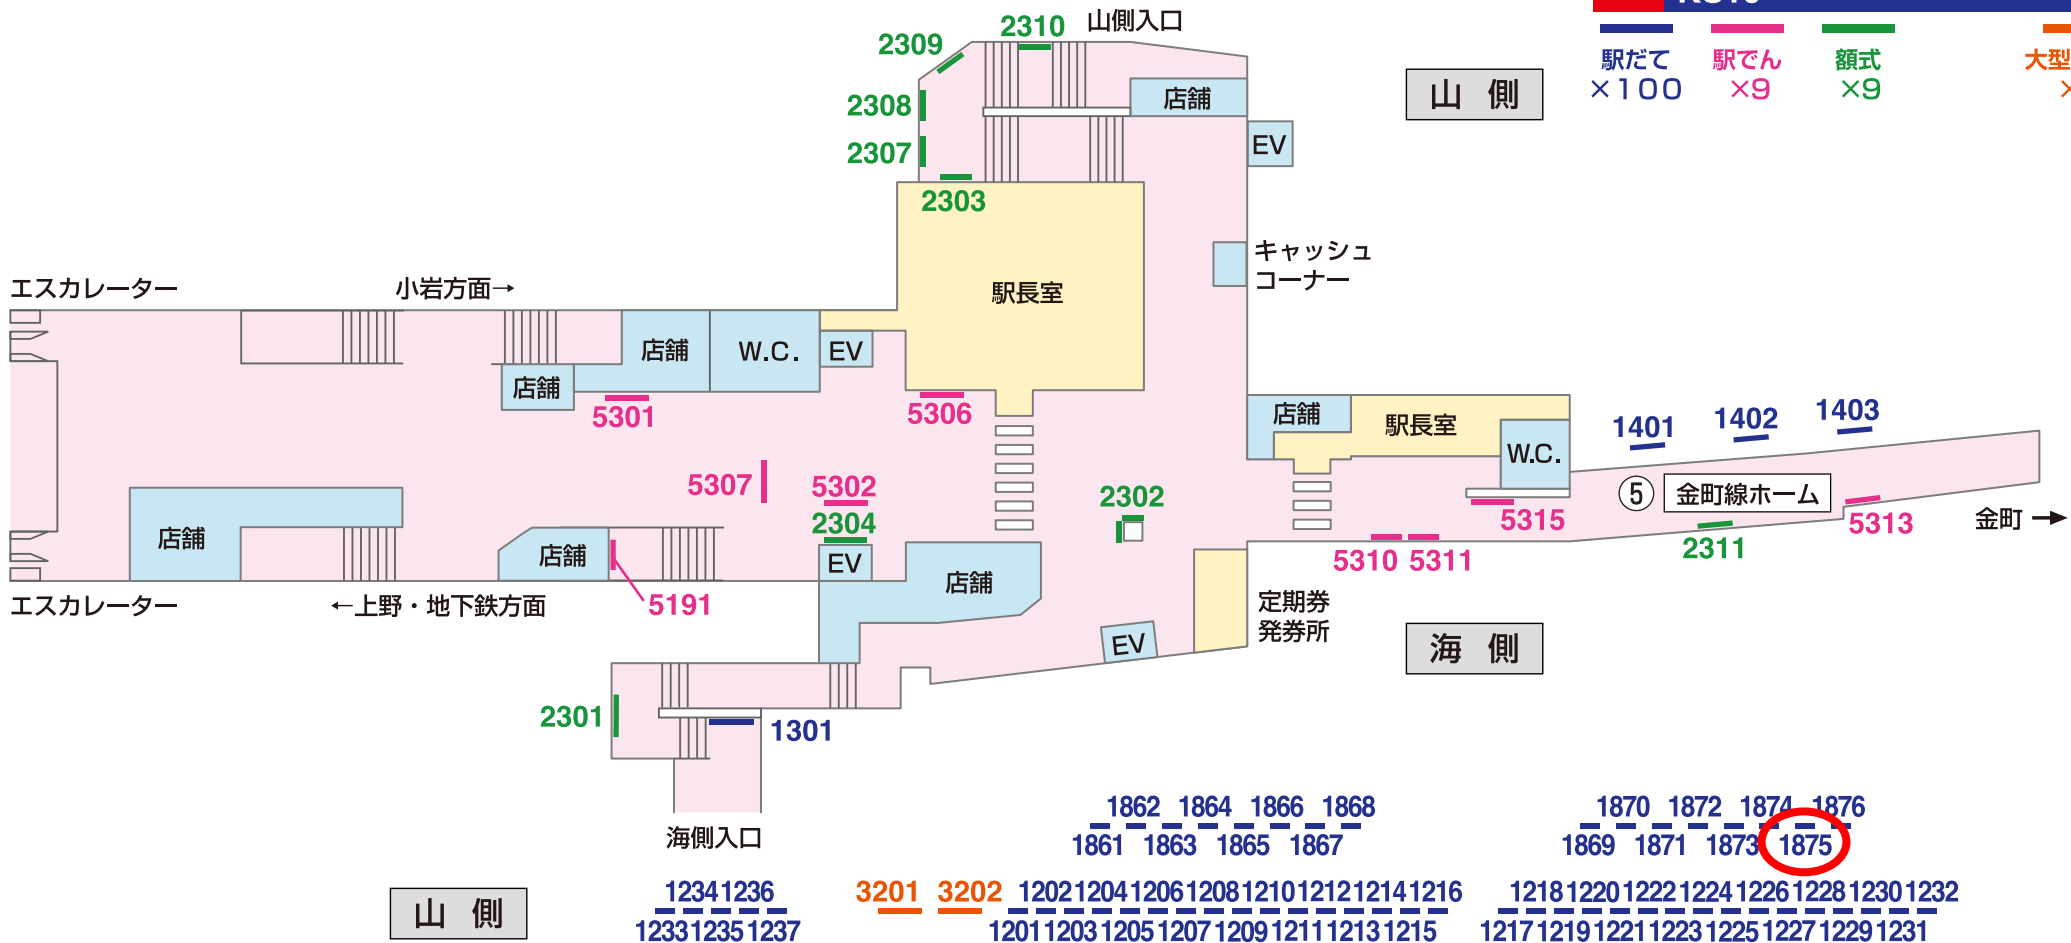 2310
山側入口
2309
駅だて
駅でん
額式
大型
×100
×9
×9
山 側
店舗
2308
EV
2307
2303
キャッシュ
コーナー
エスカレーター
小岩方面→
駅長室
店舗
W.C.
EV
店舗
5301
5306
店舗
駅長室
W.C.
1401
1402
1403
5307
5302
2304
2302
5315
⑤
金町線ホーム
5313
金町→
店舗
店舗
EV
店舗
5310
5311
2311
エスカレーター
←上野・地下鉄方面
5191
定期券
発券所
EV
海 側
2301
1301
海側入口
1862
1864
1866
1868
1870
1872
1874
1876
1861
1863
1865
1867
1869
1871
1873
1875
山 側
1234 1236
3201
3202
1202 1204 1206 1208 1210 1212 1214 1216
1218 1220 1222 1224 1226 1228 1230 1232
1233 1235 1237
1201 1203 1205 1207 1209 1211 1213 1215
1217 1219 1221 1223 1225 1227 1229 1231